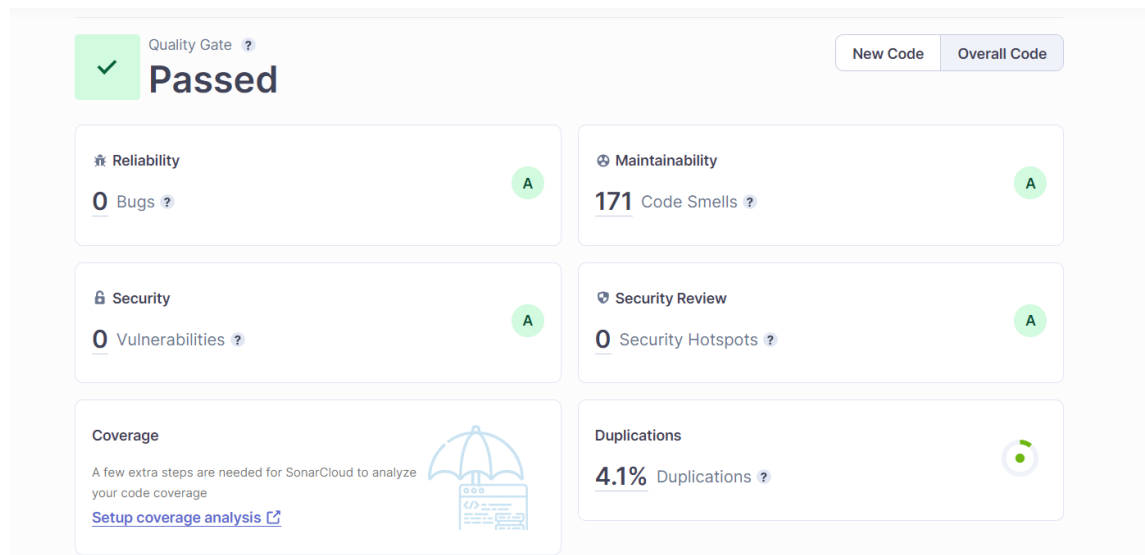 Quality Gate ?
Passed
New Code Overall Code
Reliability
0 Bugs ?
A
Maintainability
171 Code Smells ?
A
Security
0 Vulnerabilities ?
A
Security Review
0 Security Hotspots ?
A
Coverage
A few extra steps are needed for SonarCloud to analyze
your code coverage
Setup coverage analysis
</>
Duplications
4.1% Duplications ?